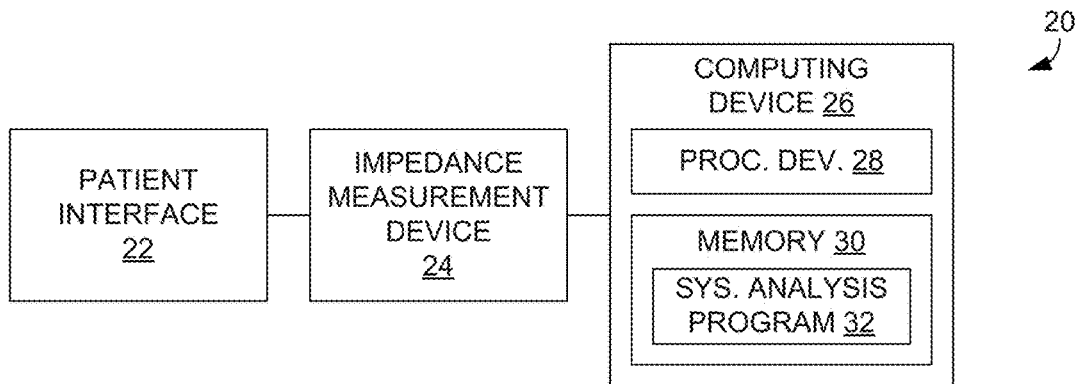 20
COMPUTING
DEVICE 26
PROC. DEV. 28
MEMORY 30
SYS. ANALYSIS
PROGRAM 32
IMPEDANCE
MEASUREMENT
DEVICE
24
PATIENT
INTERFACE
22